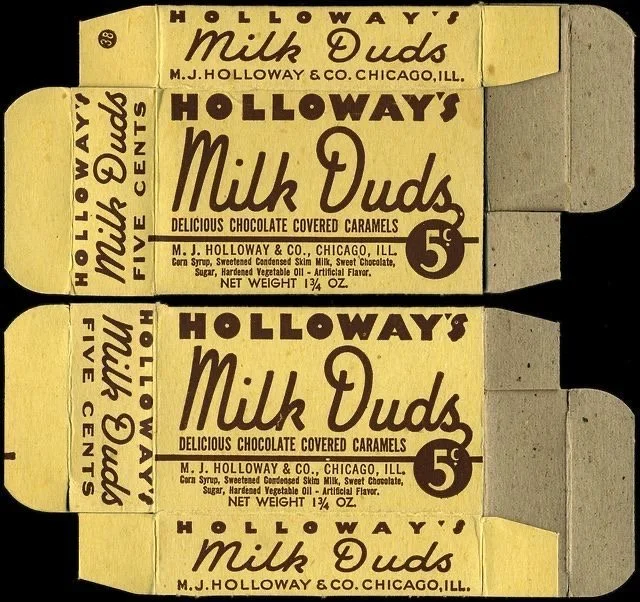 38
HOLLOWAY'S
Milk Duds
M.J. HOLLOWAY & CO. CHICAGO, ILL.
HOLLOWAY'S
Milk Duds
FIVE CENTS
HOLLOWAY'S
Milk Duds
DELICIOUS CHOCOLATE COVERED CARAMELS
5¢
M. J. HOLLOWAY & CO., CHICAGO, ILL.
Corn Syrup, Sweetened Condensed Skim Milk, Sweet Chocolate,
Sugar, Hardened Vegetable Oil - Artificial Flavor.
NET WEIGHT 1¾ OZ.
HOLLOWAY'S
Milk Duds
FIVE CENTS
HOLLOWAY'S
Milk Duds
DELICIOUS CHOCOLATE COVERED CARAMELS
5¢
M. J. HOLLOWAY & CO., CHICAGO, ILL.
Corn Syrup, Sweetened Condensed Skim Milk, Sweet Chocolate,
Sugar, Hardened Vegetable Oil - Artificial Flavor.
NET WEIGHT 1¾ OZ.
HOLLOWAY'S
Milk Duds
M.J. HOLLOWAY & CO. CHICAGO, ILL.